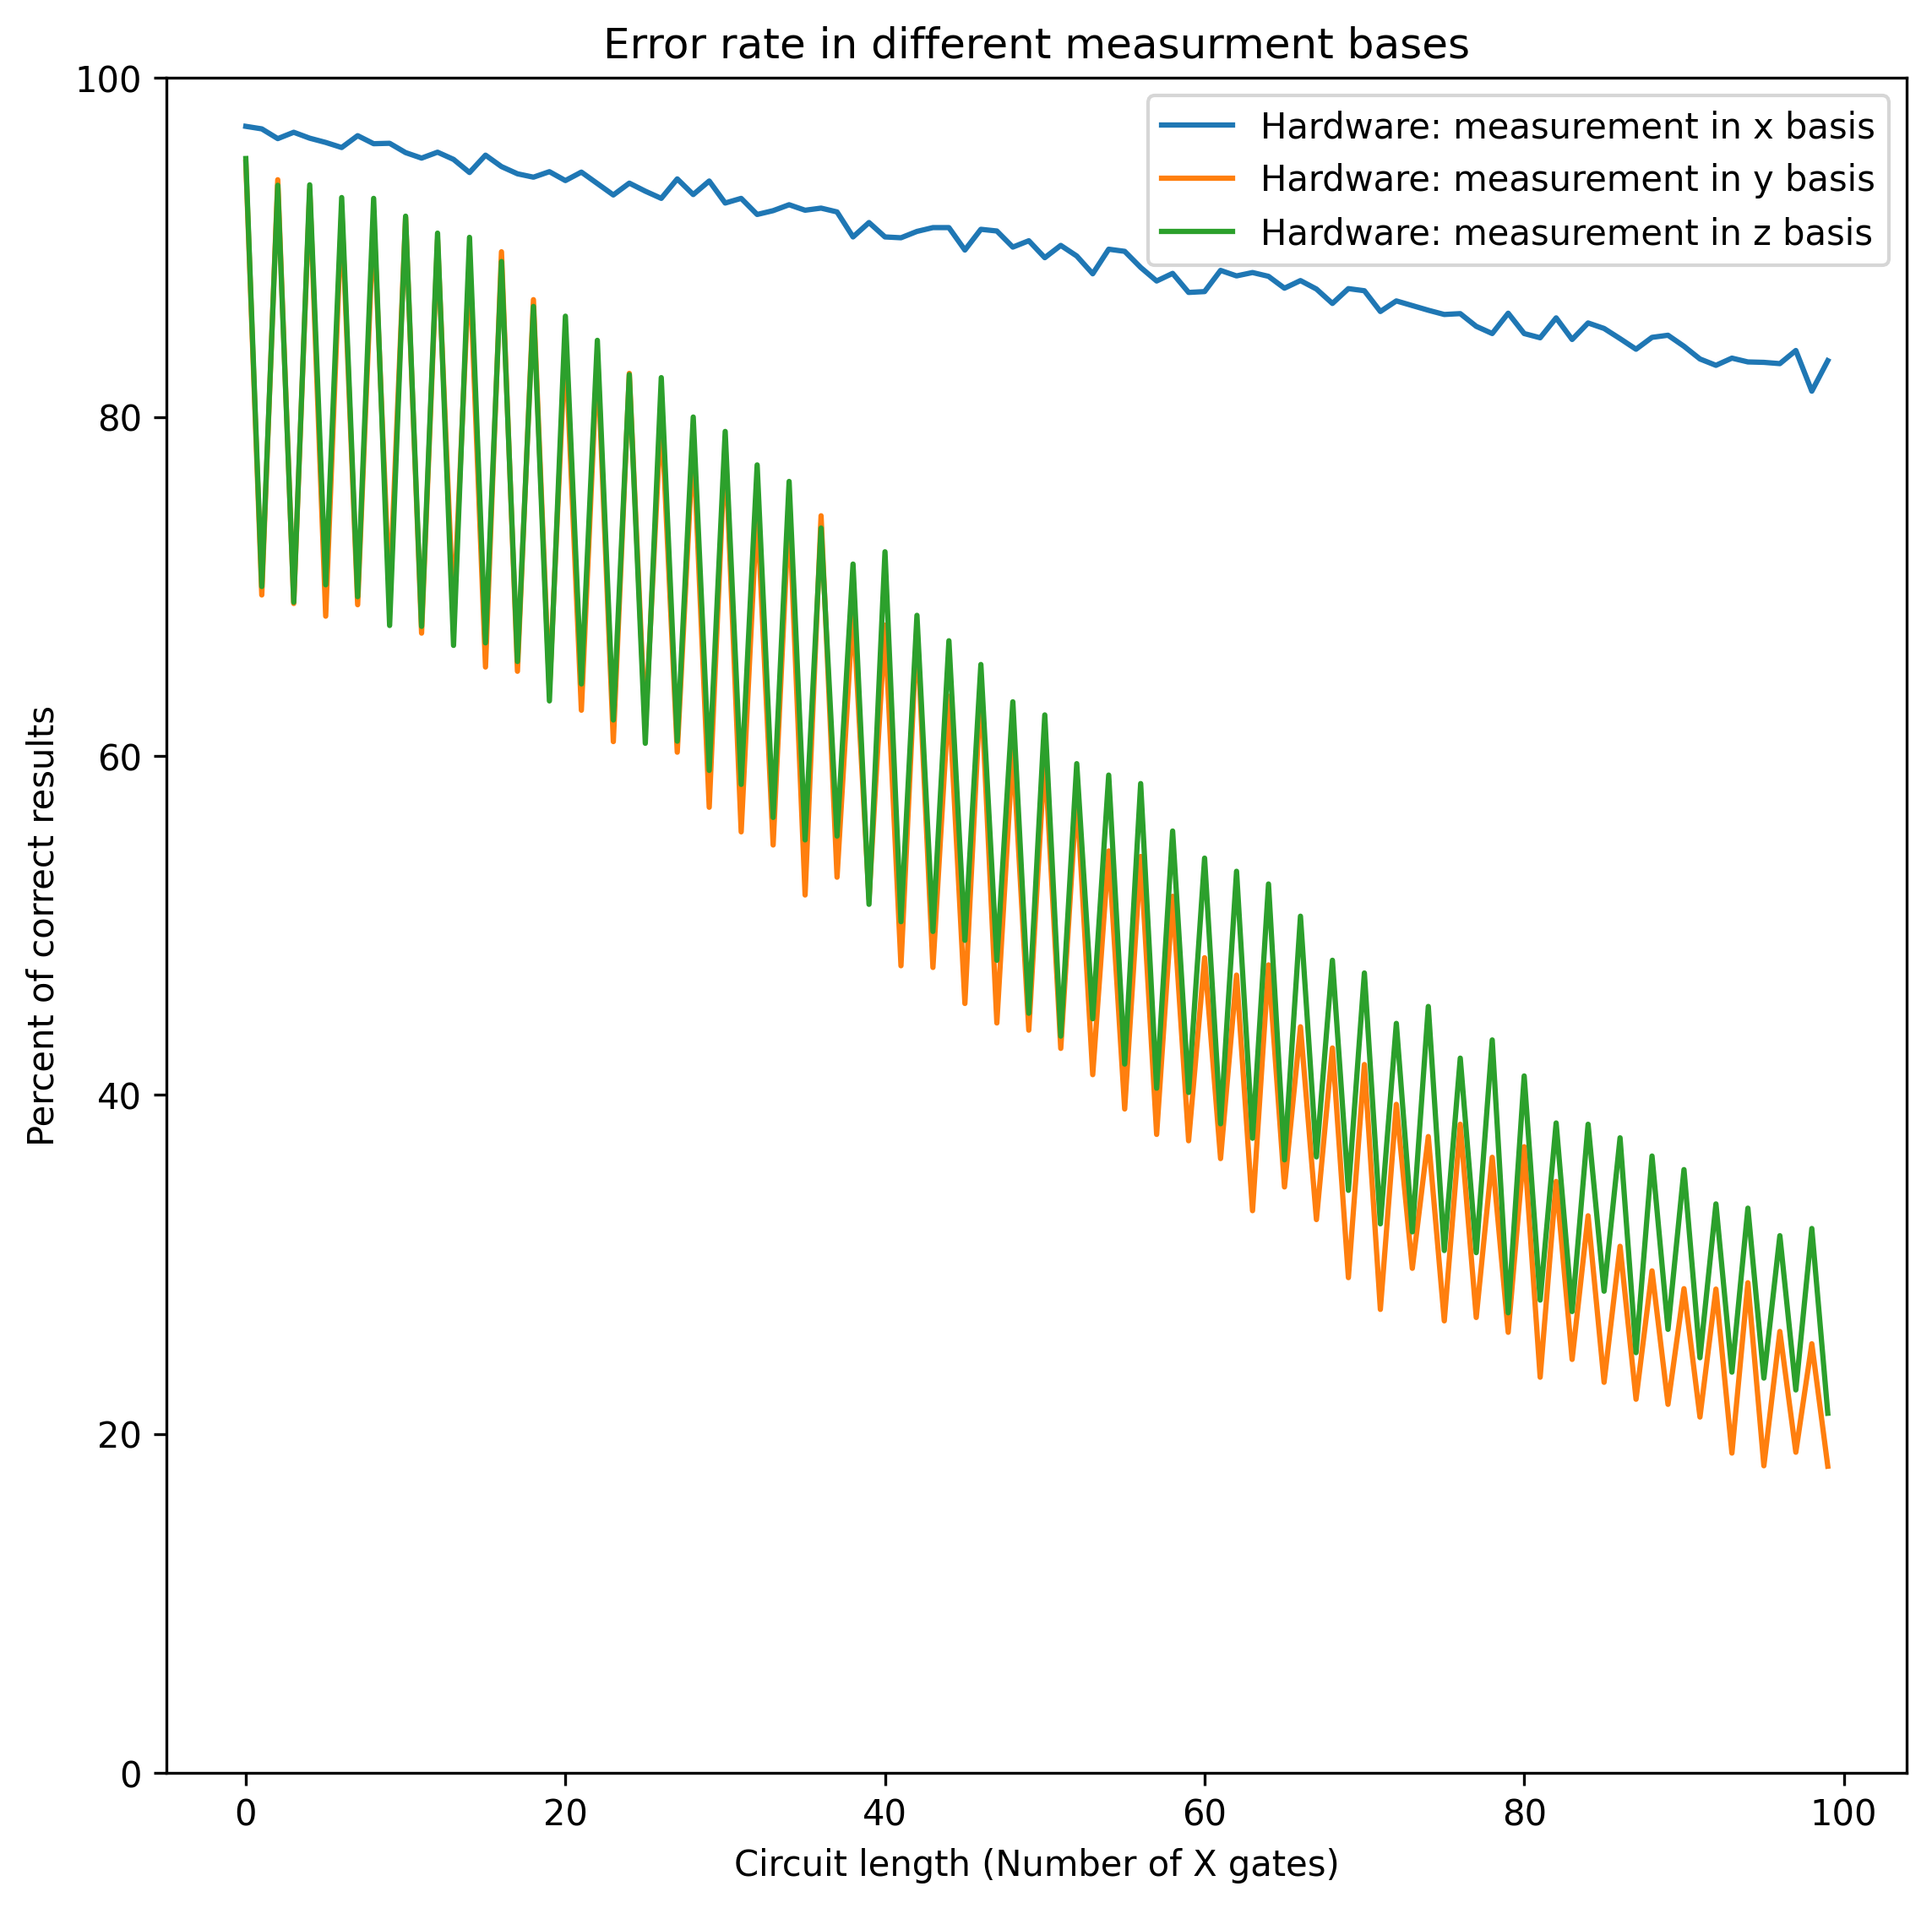 Error rate in different measurment bases
Hardware: measurement in x basis
Hardware: measurement in y basis
Hardware: measurement in z basis
Percent of correct results
100
80
60
40
20
0
0 20 40 60 80 100
Circuit length (Number of X gates)